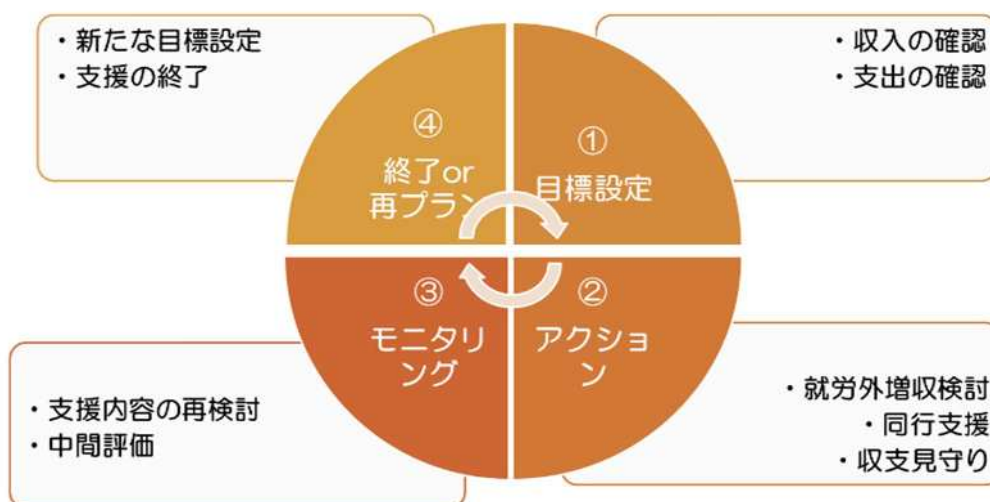 ・新たな目標設定
・支援の終了
・収入の確認
・支出の確認
④
終了or
再プラン
①
目標設定
③
モニタリ
ング
②
アクショ
ン
・支援内容の再検討
・中間評価
・就労外増収検討
・同行支援
・収支見守り